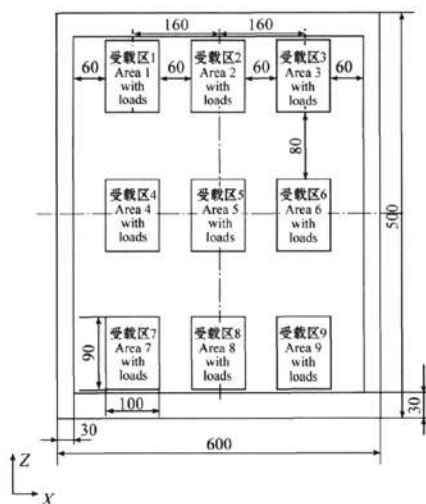 160
160
受载区1
Area 1
with
loads
受载区2
Area 2
with
loads
受载区3
Area 3
with
loads
60
60
60
60
80
受载区4
Area 4
with
loads
受载区5
Area 5
with
loads
受载区6
Area 6
with
loads
500
受载区7
Area 7
with
loads
受载区8
Area 8
with
loads
受载区9
Area 9
with
loads
90
100
30
30
600
Z
X